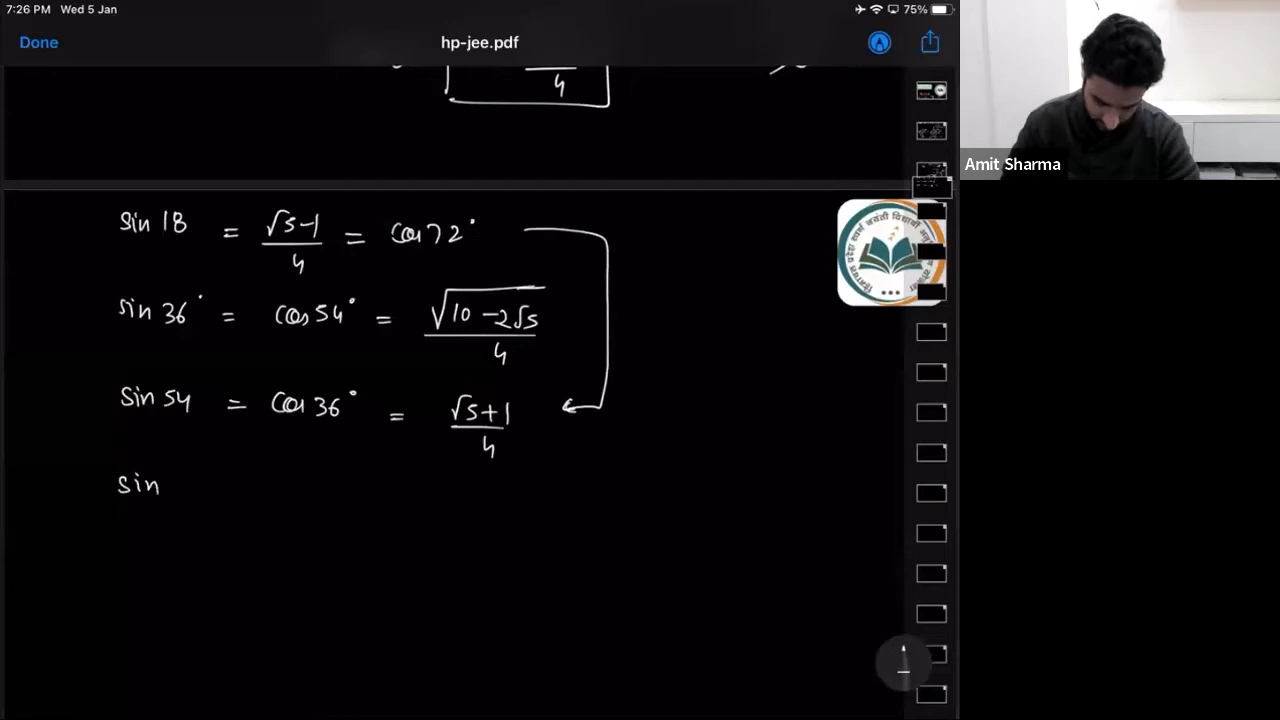 7:26 PM Wed 5 Jan 75%
Done hp-jee.pdf
4
Amit Sharma
sin 18 = √5-1/4 = cos 72°
sin 36° = cos 54° = √10-2√5/4
sin 54 = cos 36° = √5+1/4
sin